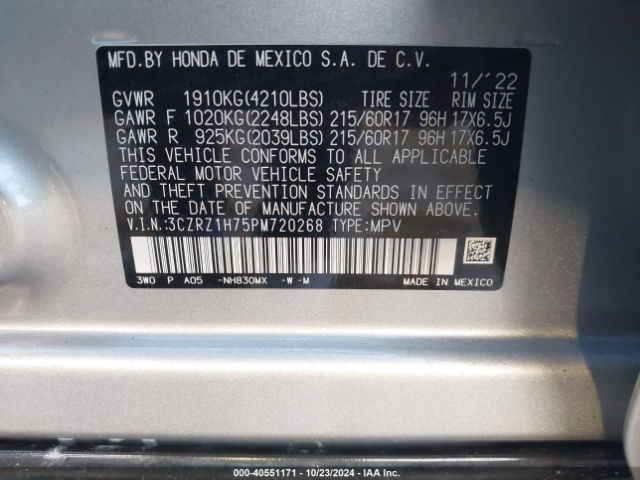 MFD.BY HONDA DE MEXICO S.A. DE C.V.
11/'22
GVWR 1910KG(4210LBS) TIRE SIZE RIM SIZE
GAWR F 1020KG(2248LBS) 215/60R17 96H 17X6.5J
GAWR R 925KG(2039LBS) 215/60R17 96H 17X6.5J
THIS VEHICLE CONFORMS TO ALL APPLICABLE
FEDERAL MOTOR VEHICLE SAFETY
AND THEFT PREVENTION STANDARDS IN EFFECT
ON THE DATE OF MANUFACTURE SHOWN ABOVE.
V.I.N.:3CZRZ1H75PM720268 TYPE:MPV
3W0 P A05 -NH830MX -W -M MADE IN MEXICO
00-40551171 - 10/23/2024 - IAA Inc.